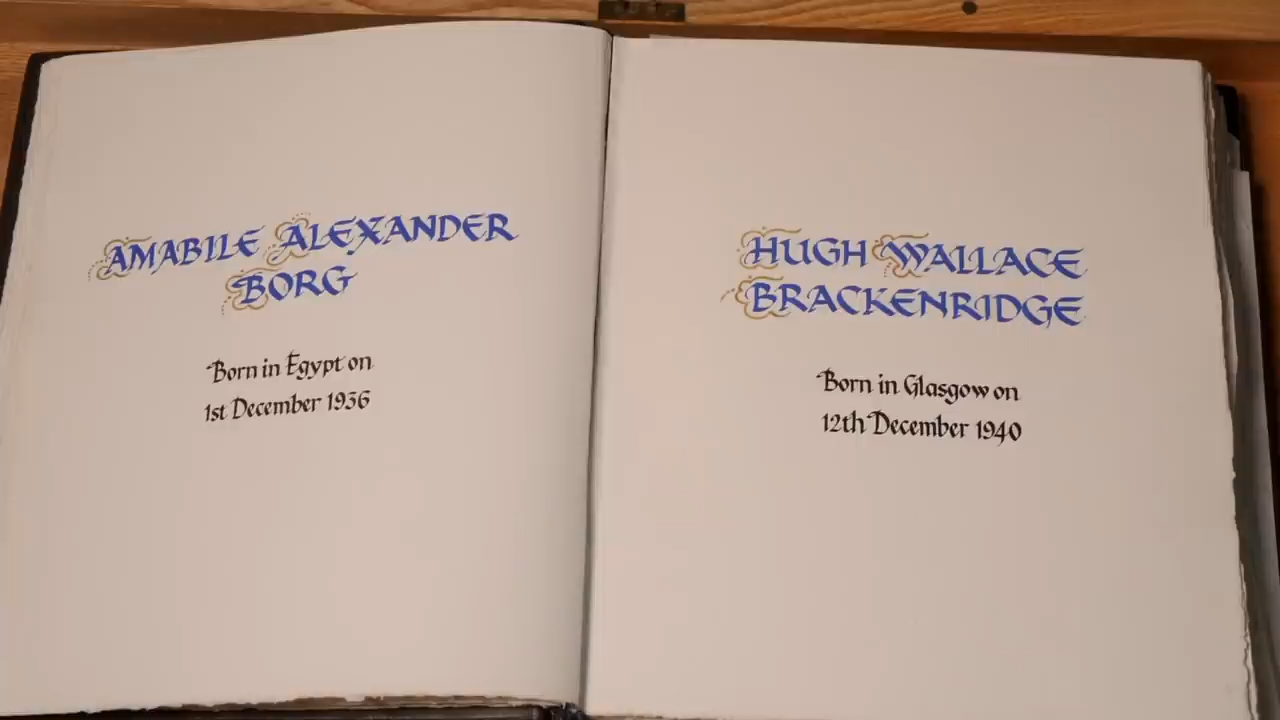 AMABILE ALEXANDER
BORG
Born in Egypt on
1st December 1936
HUGH WALLACE
BRACKENRIDGE
Born in Glasgow on
12th December 1940